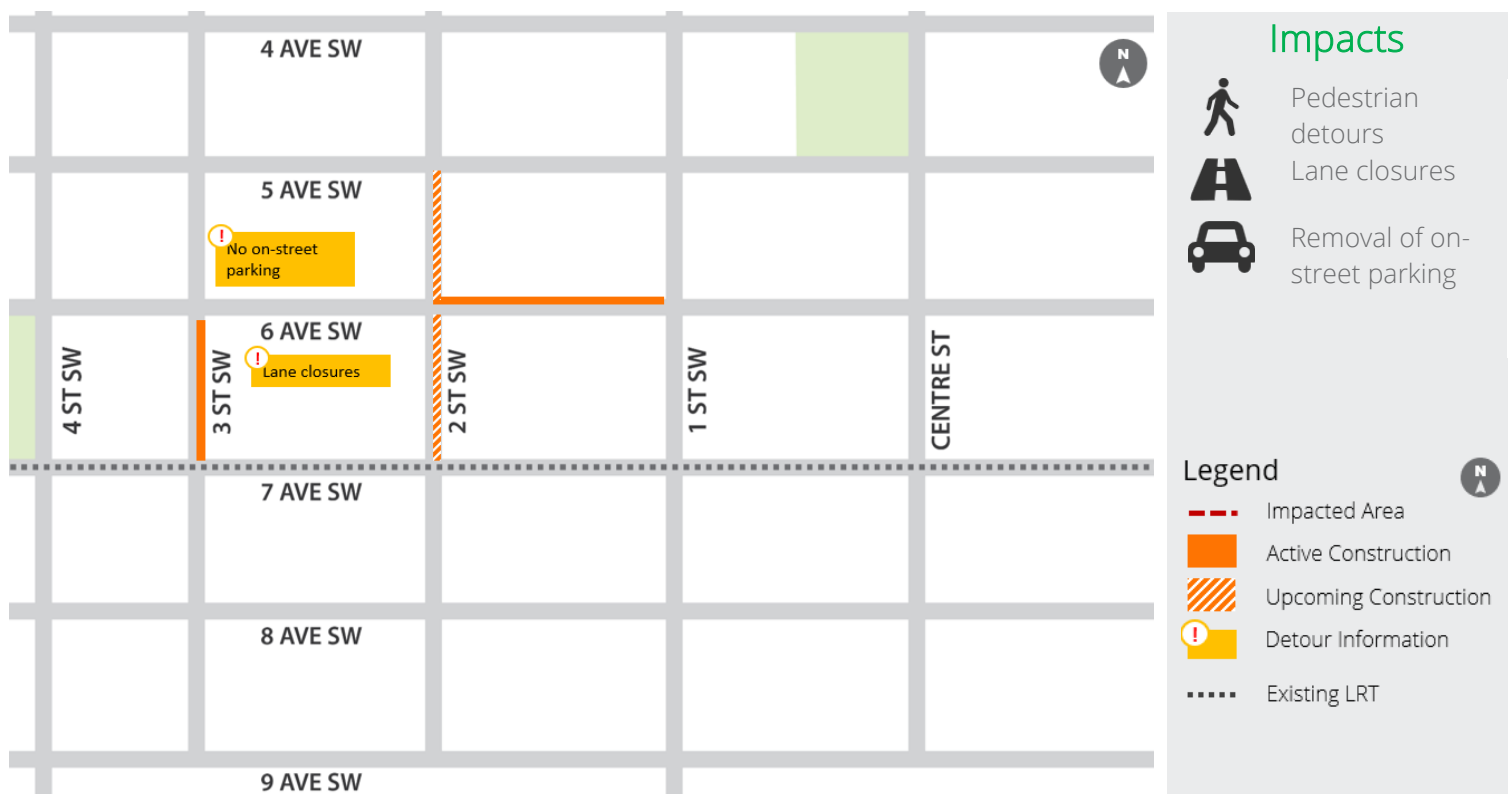 4 AVE SW
N
5 AVE SW
!
No on-street
parking
6 AVE SW
!
Lane closures
4 ST SW
3 ST SW
2 ST SW
1 ST SW
CENTRE ST
7 AVE SW
8 AVE SW
9 AVE SW
Impacts
Pedestrian
detours
Lane closures
Removal of on-
street parking
Legend
N
Impacted Area
Active Construction
Upcoming Construction
!
Detour Information
Existing LRT